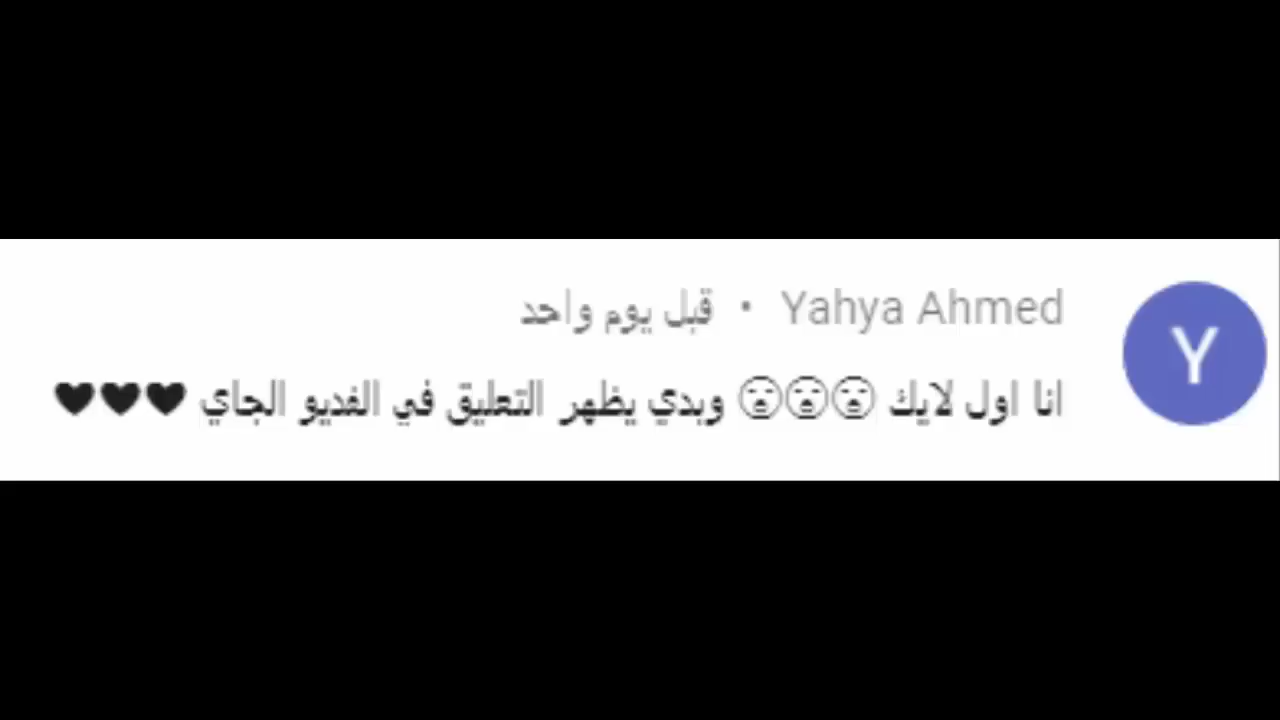 Y
Yahya Ahmed • قبل يوم واحد
انا اول لايك 😮😮😮 وبدي يظهر التعليق في الفديو الجاي ♥♥♥